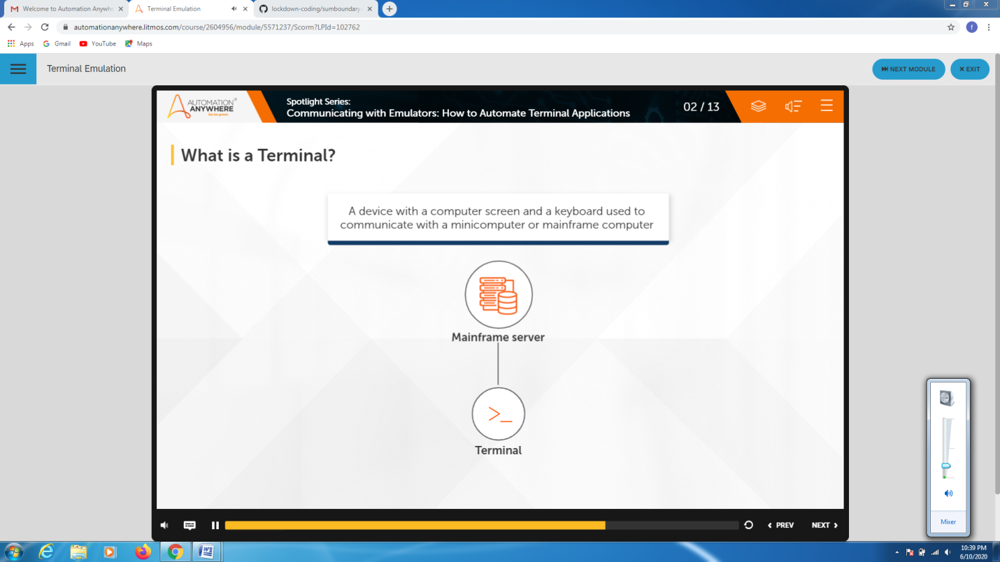 Welcome to Automation Anywhe
Terminal Emulation
lockdown-coding/sumboundary
automationanywhere.litmos.com/course/2604956/module/5571237/Scorm?LPId=102762
f
Apps
Gmail
YouTube
Maps
Terminal Emulation
NEXT MODULE
× EXIT
AUTOMATION
ANYWHERE
Go be great.
Spotlight Series:
Communicating with Emulators: How to Automate Terminal Applications
02 / 13
What is a Terminal?
A device with a computer screen and a keyboard used to
communicate with a minicomputer or mainframe computer
Mainframe server
>_
Terminal
Mixer
PREV
NEXT
10:39 PM
6/10/2020